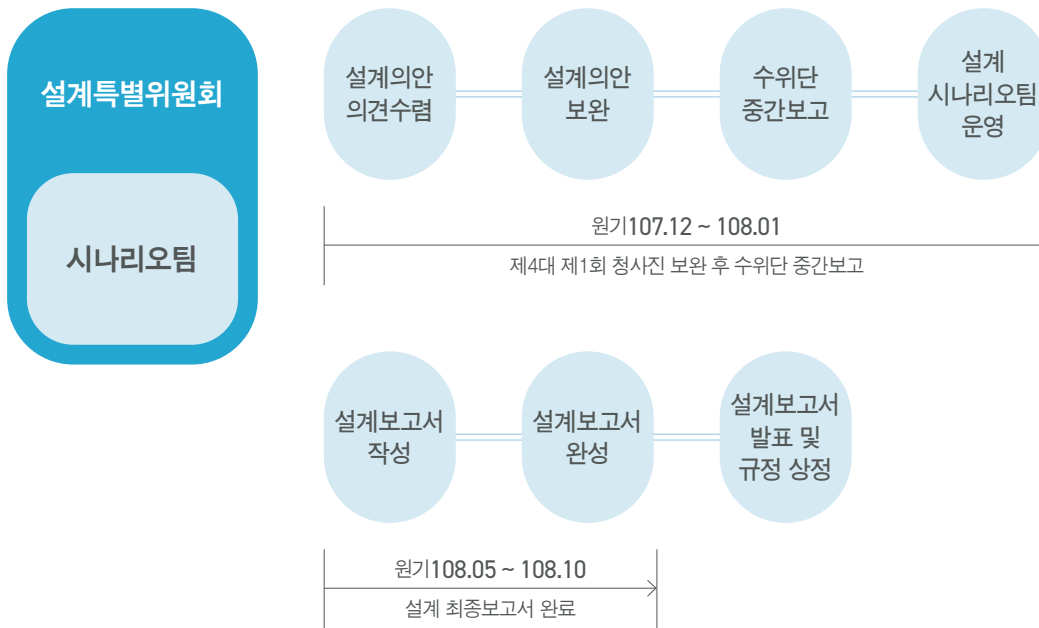 설계특별위원회
시나리오팀
설계의안
의견수렴
설계의안
보완
수위단
중간보고
설계
시나리오팀
운영
원기107.12 ~ 108.01
제4대 제1회 청사진 보완 후 수위단 중간보고
설계보고서
작성
설계보고서
완성
설계보고서
발표 및
규정 상정
원기108.05 ~ 108.10
설계 최종보고서 완료